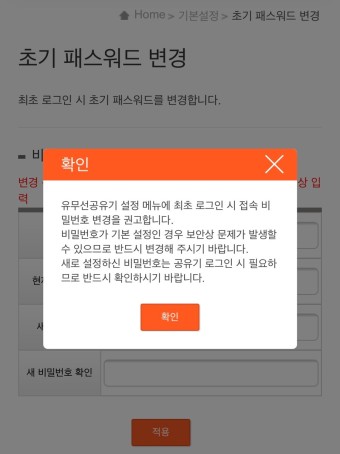 Home > 기본설정 > 초기 패스워드 변경
초기 패스워드 변경
최초 로그인 시 초기 패스워드를 변경합니다.
비
변경
상 입
력
확인
유무선공유기 설정 메뉴에 최초 로그인 시 접속 비
밀번호 변경을 권고합니다.
비밀번호가 기본 설정인 경우 보안상 문제가 발생할
수 있으므로 반드시 변경해 주시기 바랍니다.
새로 설정하신 비밀번호는 공유기 로그인 시 필요하
므로 반드시 확인하시기 바랍니다.
확인
현
새
새 비밀번호 확인
적용